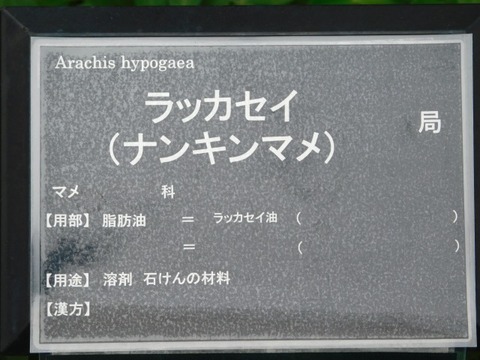 Arachis hypogaea
ラッカセイ
(ナンキンマメ)
局
マメ 科
【用部】 脂肪油 = ラッカセイ油 ( )
= ( )
【用途】 溶剤 石けんの材料
【漢方】